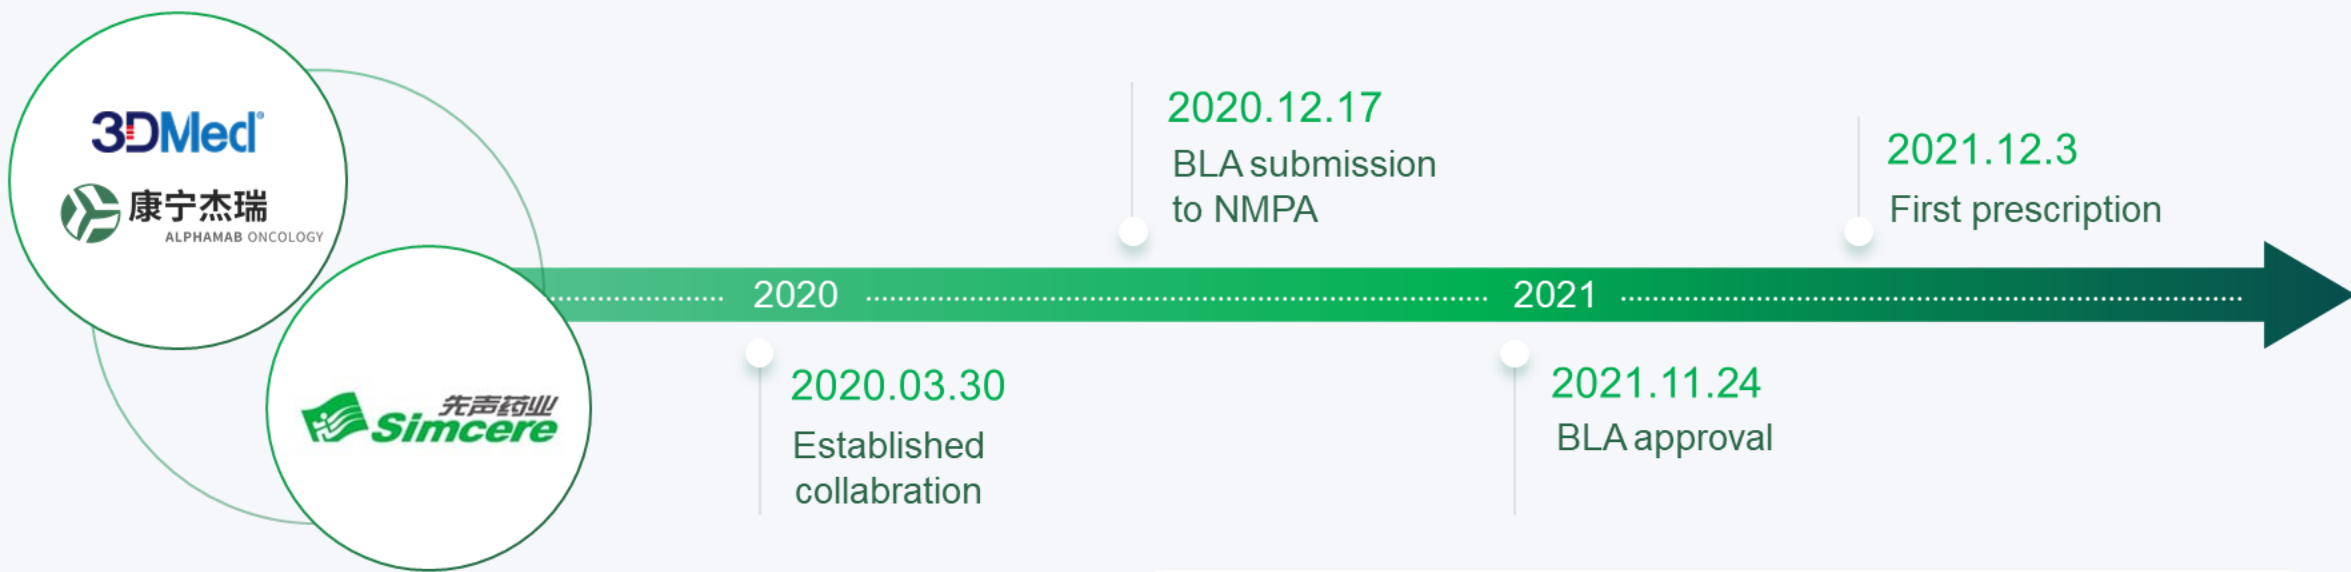 3DMed®
康宁杰瑞
ALPHAMAB ONCOLOGY
先声药业
Simcere
2020
2020.03.30
Established
collabration
2020.12.17
BLA submission
to NMPA
2021
2021.11.24
BLA approval
2021.12.3
First prescription